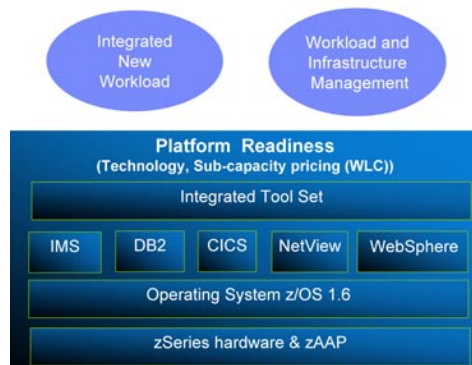 Integrated
New
Workload
Workload and
Infrastructure
Management
Platform Readiness
(Technology, Sub-capacity pricing (WLC))
Integrated Tool Set
IMS
DB2
CICS
NetView
WebSphere
Operating System z/OS 1.6
zSeries hardware & zAAP